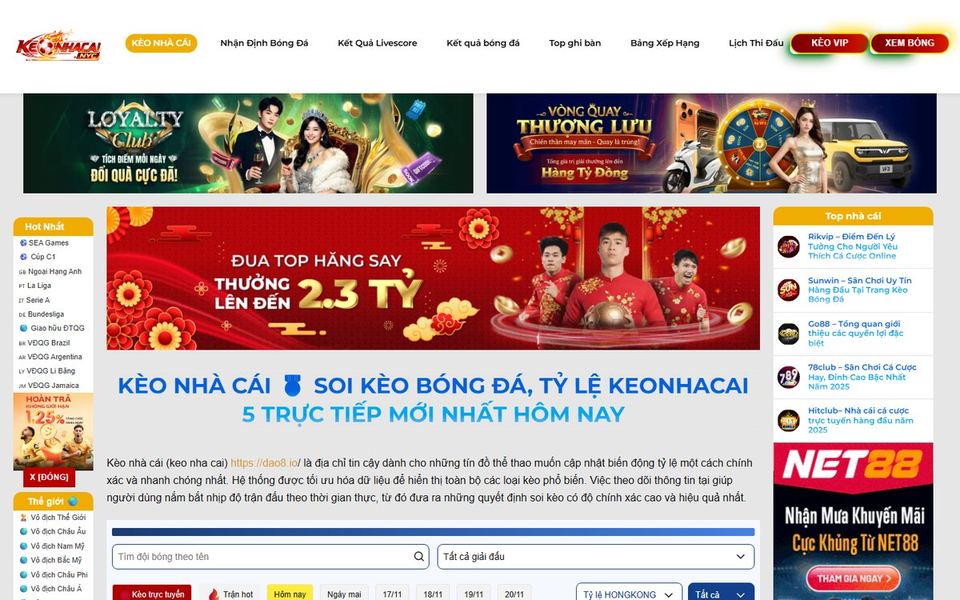 KEONHACAI
.NYC
KÈO NHÀ CÁI
Nhận Định Bóng Đá
Kết Quả Livescore
Kết quả bóng đá
Top ghi bàn
Bảng Xếp Hạng
Lịch Thi Đấu
KÈO VIP
XEM BÓNG
LOYALTY
Club
TÍCH ĐIỂM MỖI NGÀY
ĐỔI QUÀ CỰC ĐÃ!
VÒNG QUAY
THƯỢNG LƯU
Chiến thần may mắn - Quay là trúng!
Tổng giá trị giải thưởng lên đến
Hàng Tỷ Đồng
VF3
Hot Nhất
SEA Games
Cúp C1
GB Ngoại Hạng Anh
PT La Liga
IT Serie A
DE Bundesliga
Giao hữu ĐTQG
BR VĐQG Brazil
AR VĐQG Argentina
LY VĐQG Li Băng
JM VĐQG Jamaica
HOÀN TRẢ
KHÔNG GIỚI HẠN
1.25%
X [ĐÓNG]
Thế giới
Vô địch Thế Giới
Vô địch Châu Âu
Vô địch Nam Mỹ
Vô địch Bắc Mỹ
Vô địch Châu Phi
Vô địch Châu Á
ĐUA TOP HĂNG SAY
THƯỞNG
LÊN ĐẾN 2.3 TỶ
KÈO NHÀ CÁI 🏅 SOI KÈO BÓNG ĐÁ, TỶ LỆ KEONHACAI
5 TRỰC TIẾP MỚI NHẤT HÔM NAY
Kèo nhà cái (keo nha cai) https://dao8.io/ là địa chỉ tin cậy dành cho những tín đồ thể thao muốn cập nhật biến động tỷ lệ một cách chính
xác và nhanh chóng nhất. Hệ thống được tối ưu hóa dữ liệu để hiển thị toàn bộ các loại kèo phổ biến. Việc theo dõi thông tin tại giúp
người dùng nắm bắt nhịp độ trận đấu theo thời gian thực, từ đó đưa ra những quyết định soi kèo có độ chính xác cao và hiệu quả nhất.
Tìm đội bóng theo tên
Tất cả giải đấu
Kèo trực tuyến
Trận hot
Hôm nay
Ngày mai
17/11
18/11
19/11
20/11
Tỷ lệ HONGKONG
Tất cả
Top nhà cái
Rikvip – Điểm Đến Lý
Tưởng Cho Người Yêu
Thích Cá Cược Online
Sunwin – Sân Chơi Uy Tín
Hàng Đầu Tại Trang Kèo
Bóng Đá
Go88 – Tổng quan giới
thiệu các quyền lợi đặc
biệt
78club – Sân Chơi Cá Cược
Hay, Đỉnh Cao Bậc Nhất
Năm 2025
Hitclub– Nhà cái cá cược
trực tuyến hàng đầu năm
2025
NET88
Nhận Mưa Khuyến Mãi
Cực Khủng Từ NET88
THAM GIA NGAY